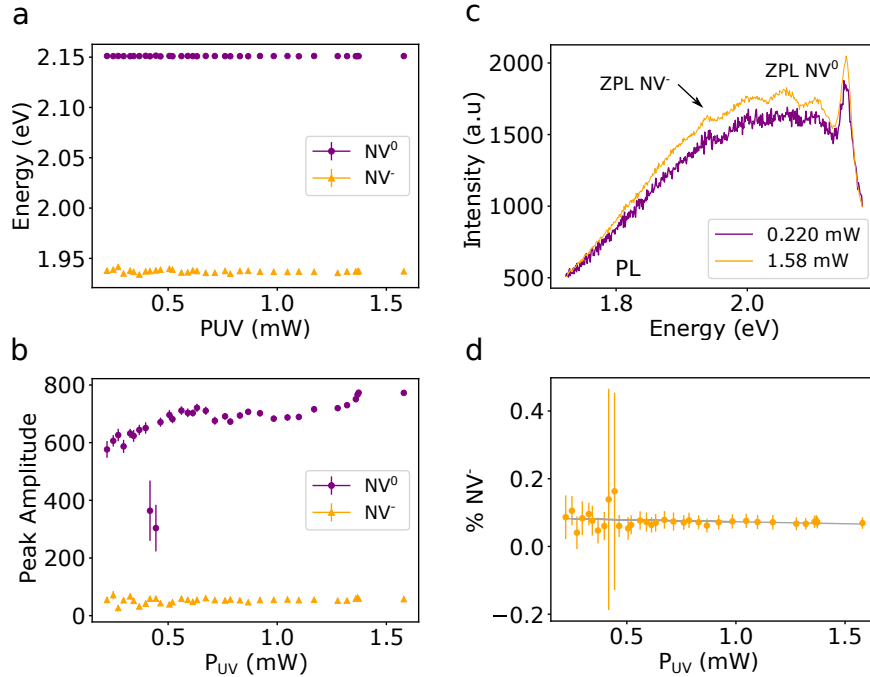 a
2.15
2.10
2.05
2.00
1.95
Energy (eV)
NV⁰
NV⁻
0.5
1.0
1.5
PUV (mW)
c
2000
1500
1000
500
Intensity (a.u)
ZPL NV⁻
ZPL NV⁰
0.220 mW
1.58 mW
PL
1.8
2.0
Energy (eV)
b
800
600
400
200
0
Peak Amplitude
NV⁰
NV⁻
0.5
1.0
1.5
P_UV (mW)
d
0.4
0.2
0.0
−0.2
% NV⁻
0.5
1.0
1.5
P_UV (mW)